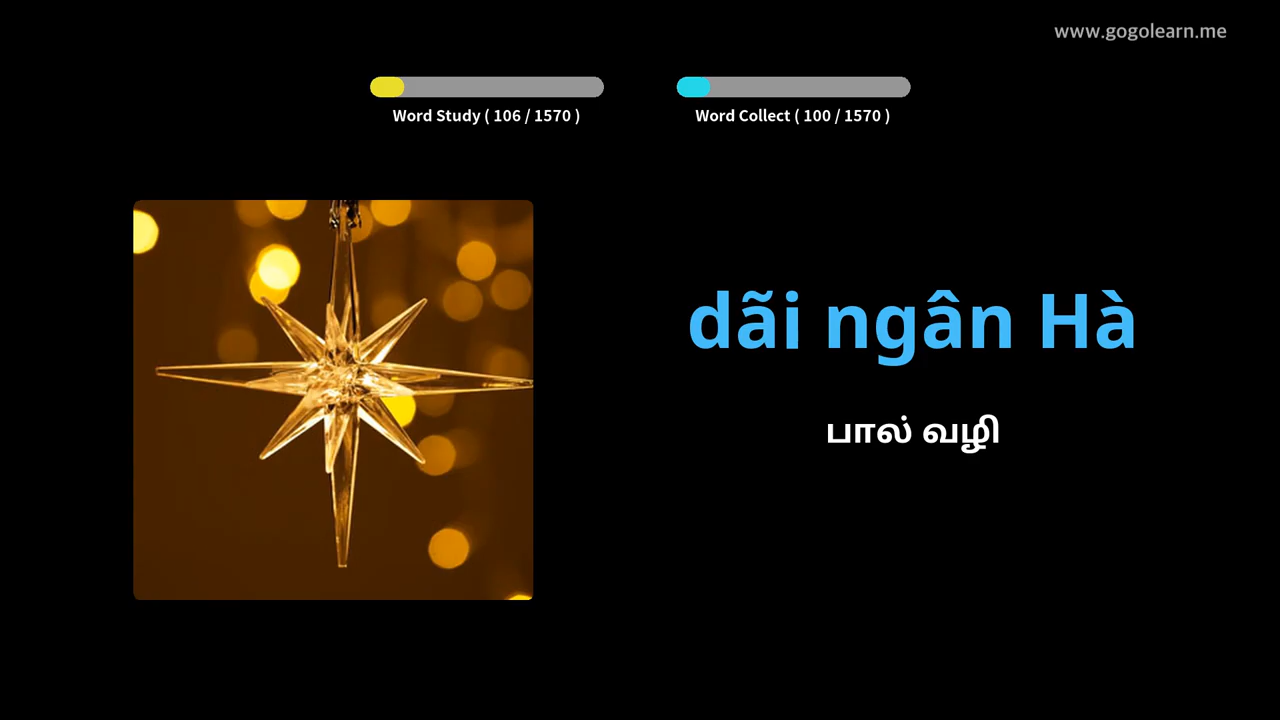 www.gogolearn.me
Word Study ( 106 / 1570 )
Word Collect ( 100 / 1570 )
dãi ngân Hà
பால் வழி